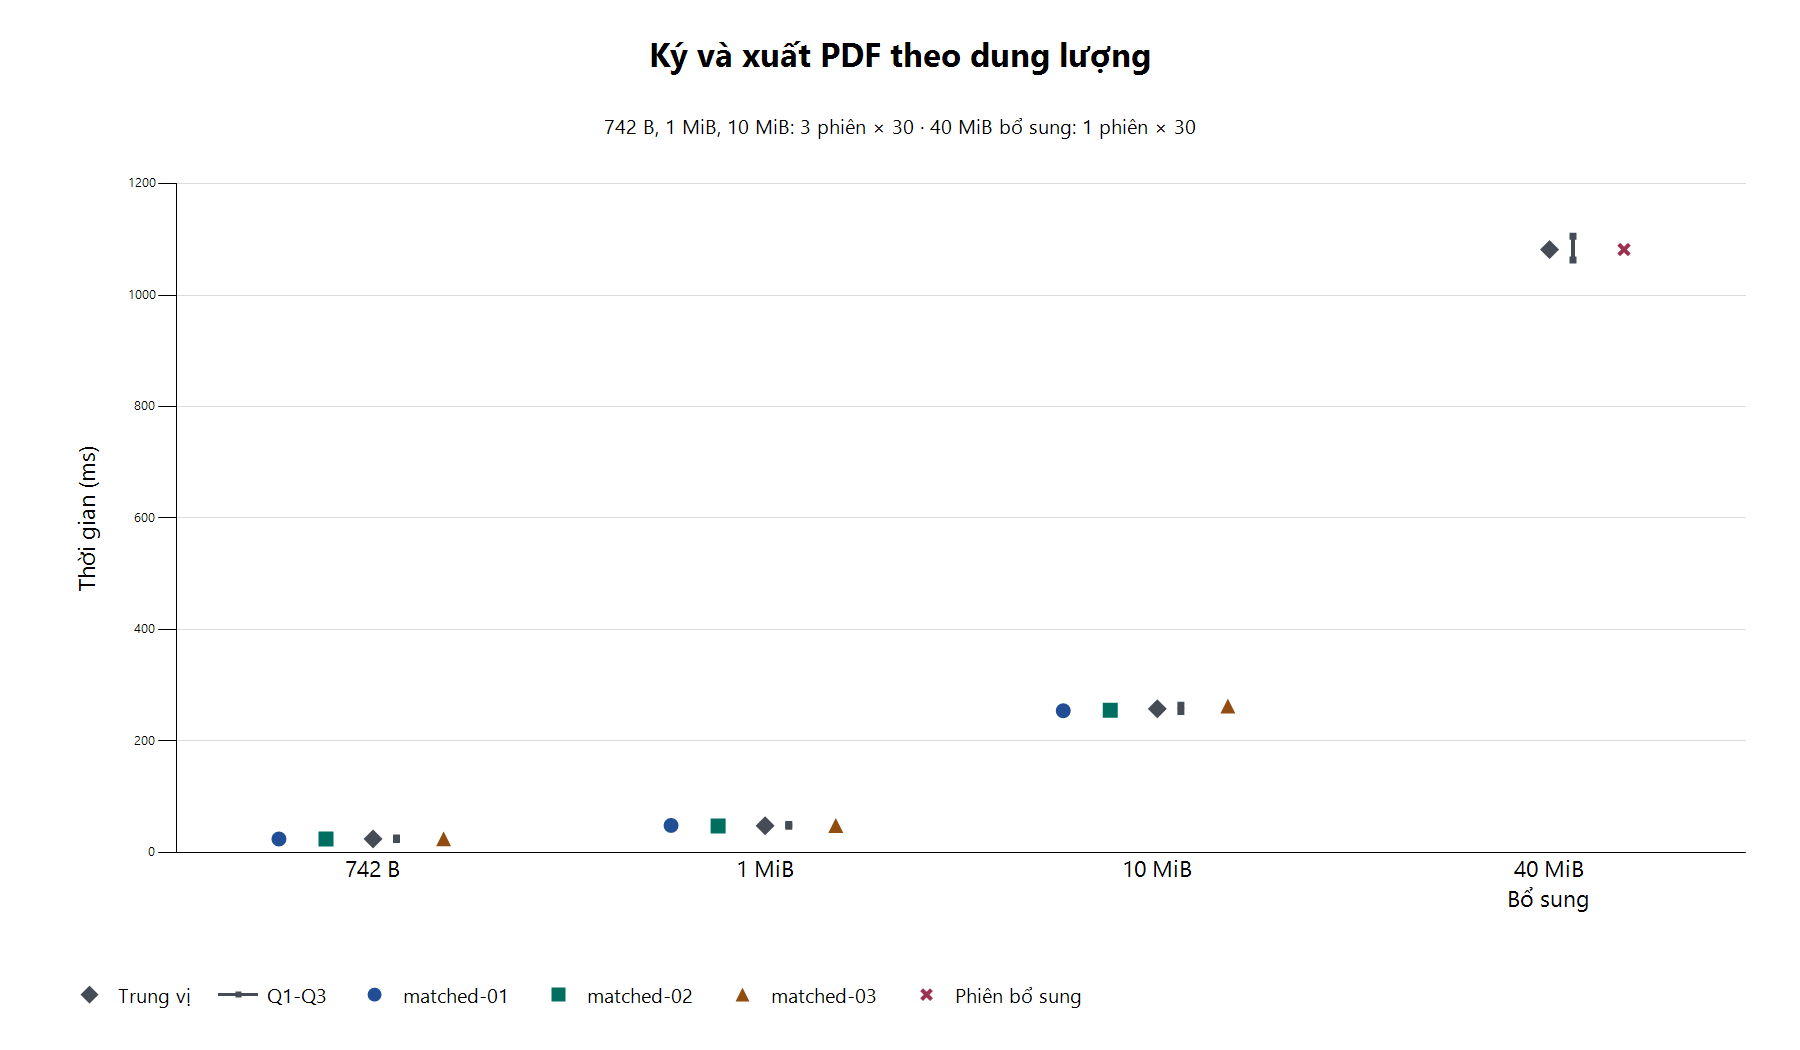 Ký và xuất PDF theo dung lượng
742 B, 1 MiB, 10 MiB: 3 phiên × 30 · 40 MiB bổ sung: 1 phiên × 30
Thời gian (ms)
1200
1000
800
600
400
200
0
742 B
1 MiB
10 MiB
40 MiB
Bổ sung
Trung vị
Q1-Q3
matched-01
matched-02
matched-03
Phiên bổ sung